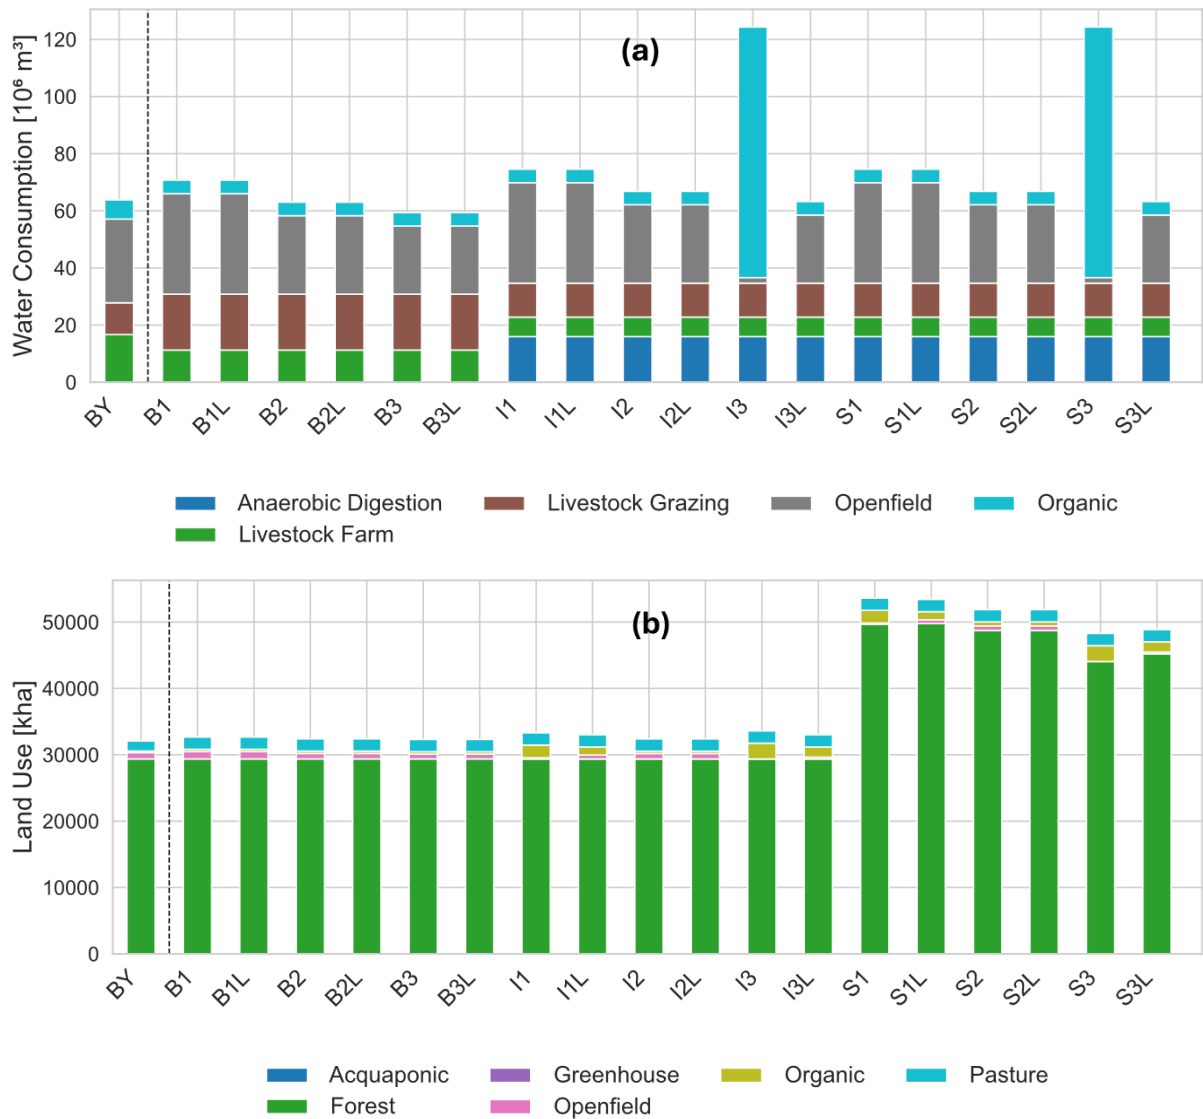 (a)
Water Consumption [10⁶ m³]
120
100
80
60
40
20
0
BY B1 B1L B2 B2L B3 B3L I1 I1L I2 I2L I3 I3L S1 S1L S2 S2L S3 S3L
Anaerobic Digestion Livestock Grazing Openfield Organic
Livestock Farm
(b)
Land Use [kha]
50000
40000
30000
20000
10000
0
BY B1 B1L B2 B2L B3 B3L I1 I1L I2 I2L I3 I3L S1 S1L S2 S2L S3 S3L
Acquaponic Greenhouse Organic Pasture
Forest Openfield